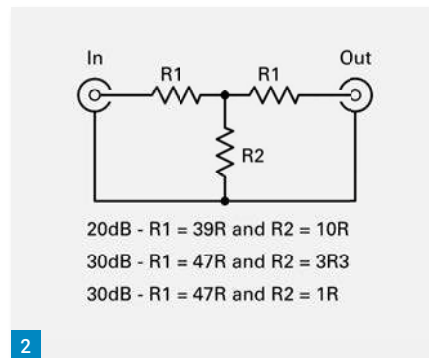 In
Out
R1
R1
R2
20dB - R1 = 39R and R2 = 10R
30dB - R1 = 47R and R2 = 3R3
30dB - R1 = 47R and R2 = 1R
2